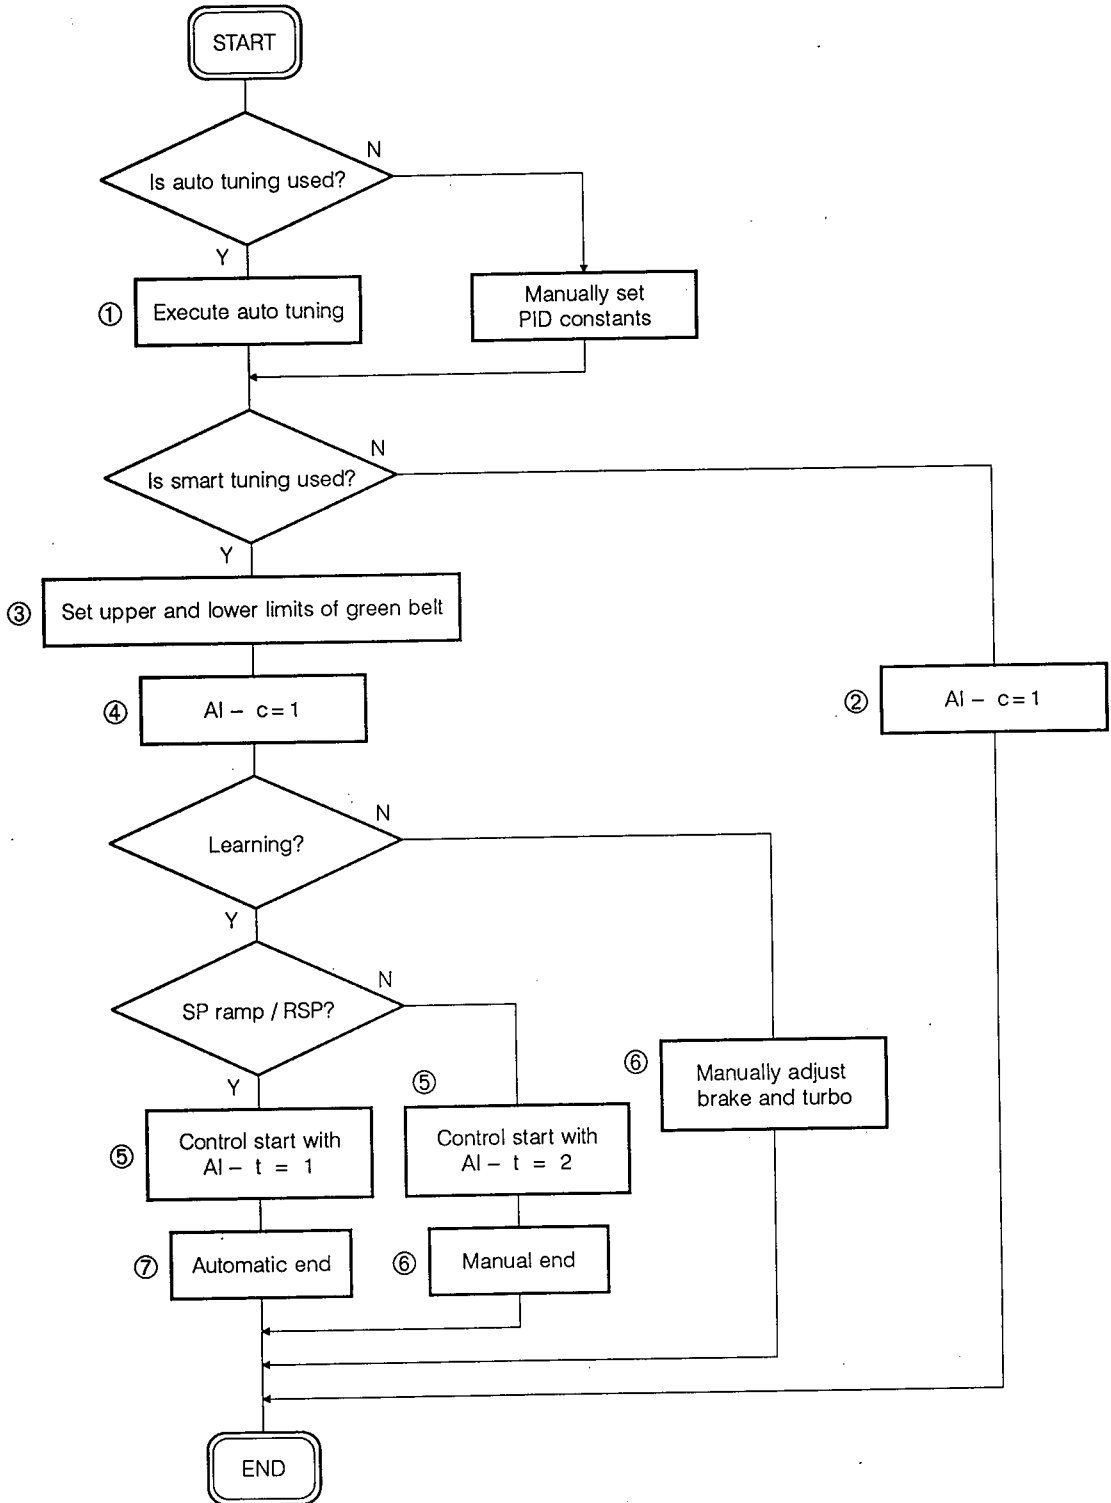 START
N
Is auto tuning used?
Y
① Execute auto tuning
Manually set
PID constants
N
Is smart tuning used?
Y
③ Set upper and lower limits of green belt
④ AI – c=1
② AI – c=1
N
Learning?
Y
N
SP ramp / RSP?
Y
⑥ Manually adjust
brake and turbo
⑤ Control start with
AI – t = 1
⑤ Control start with
AI – t = 2
⑦ Automatic end
⑥ Manual end
END